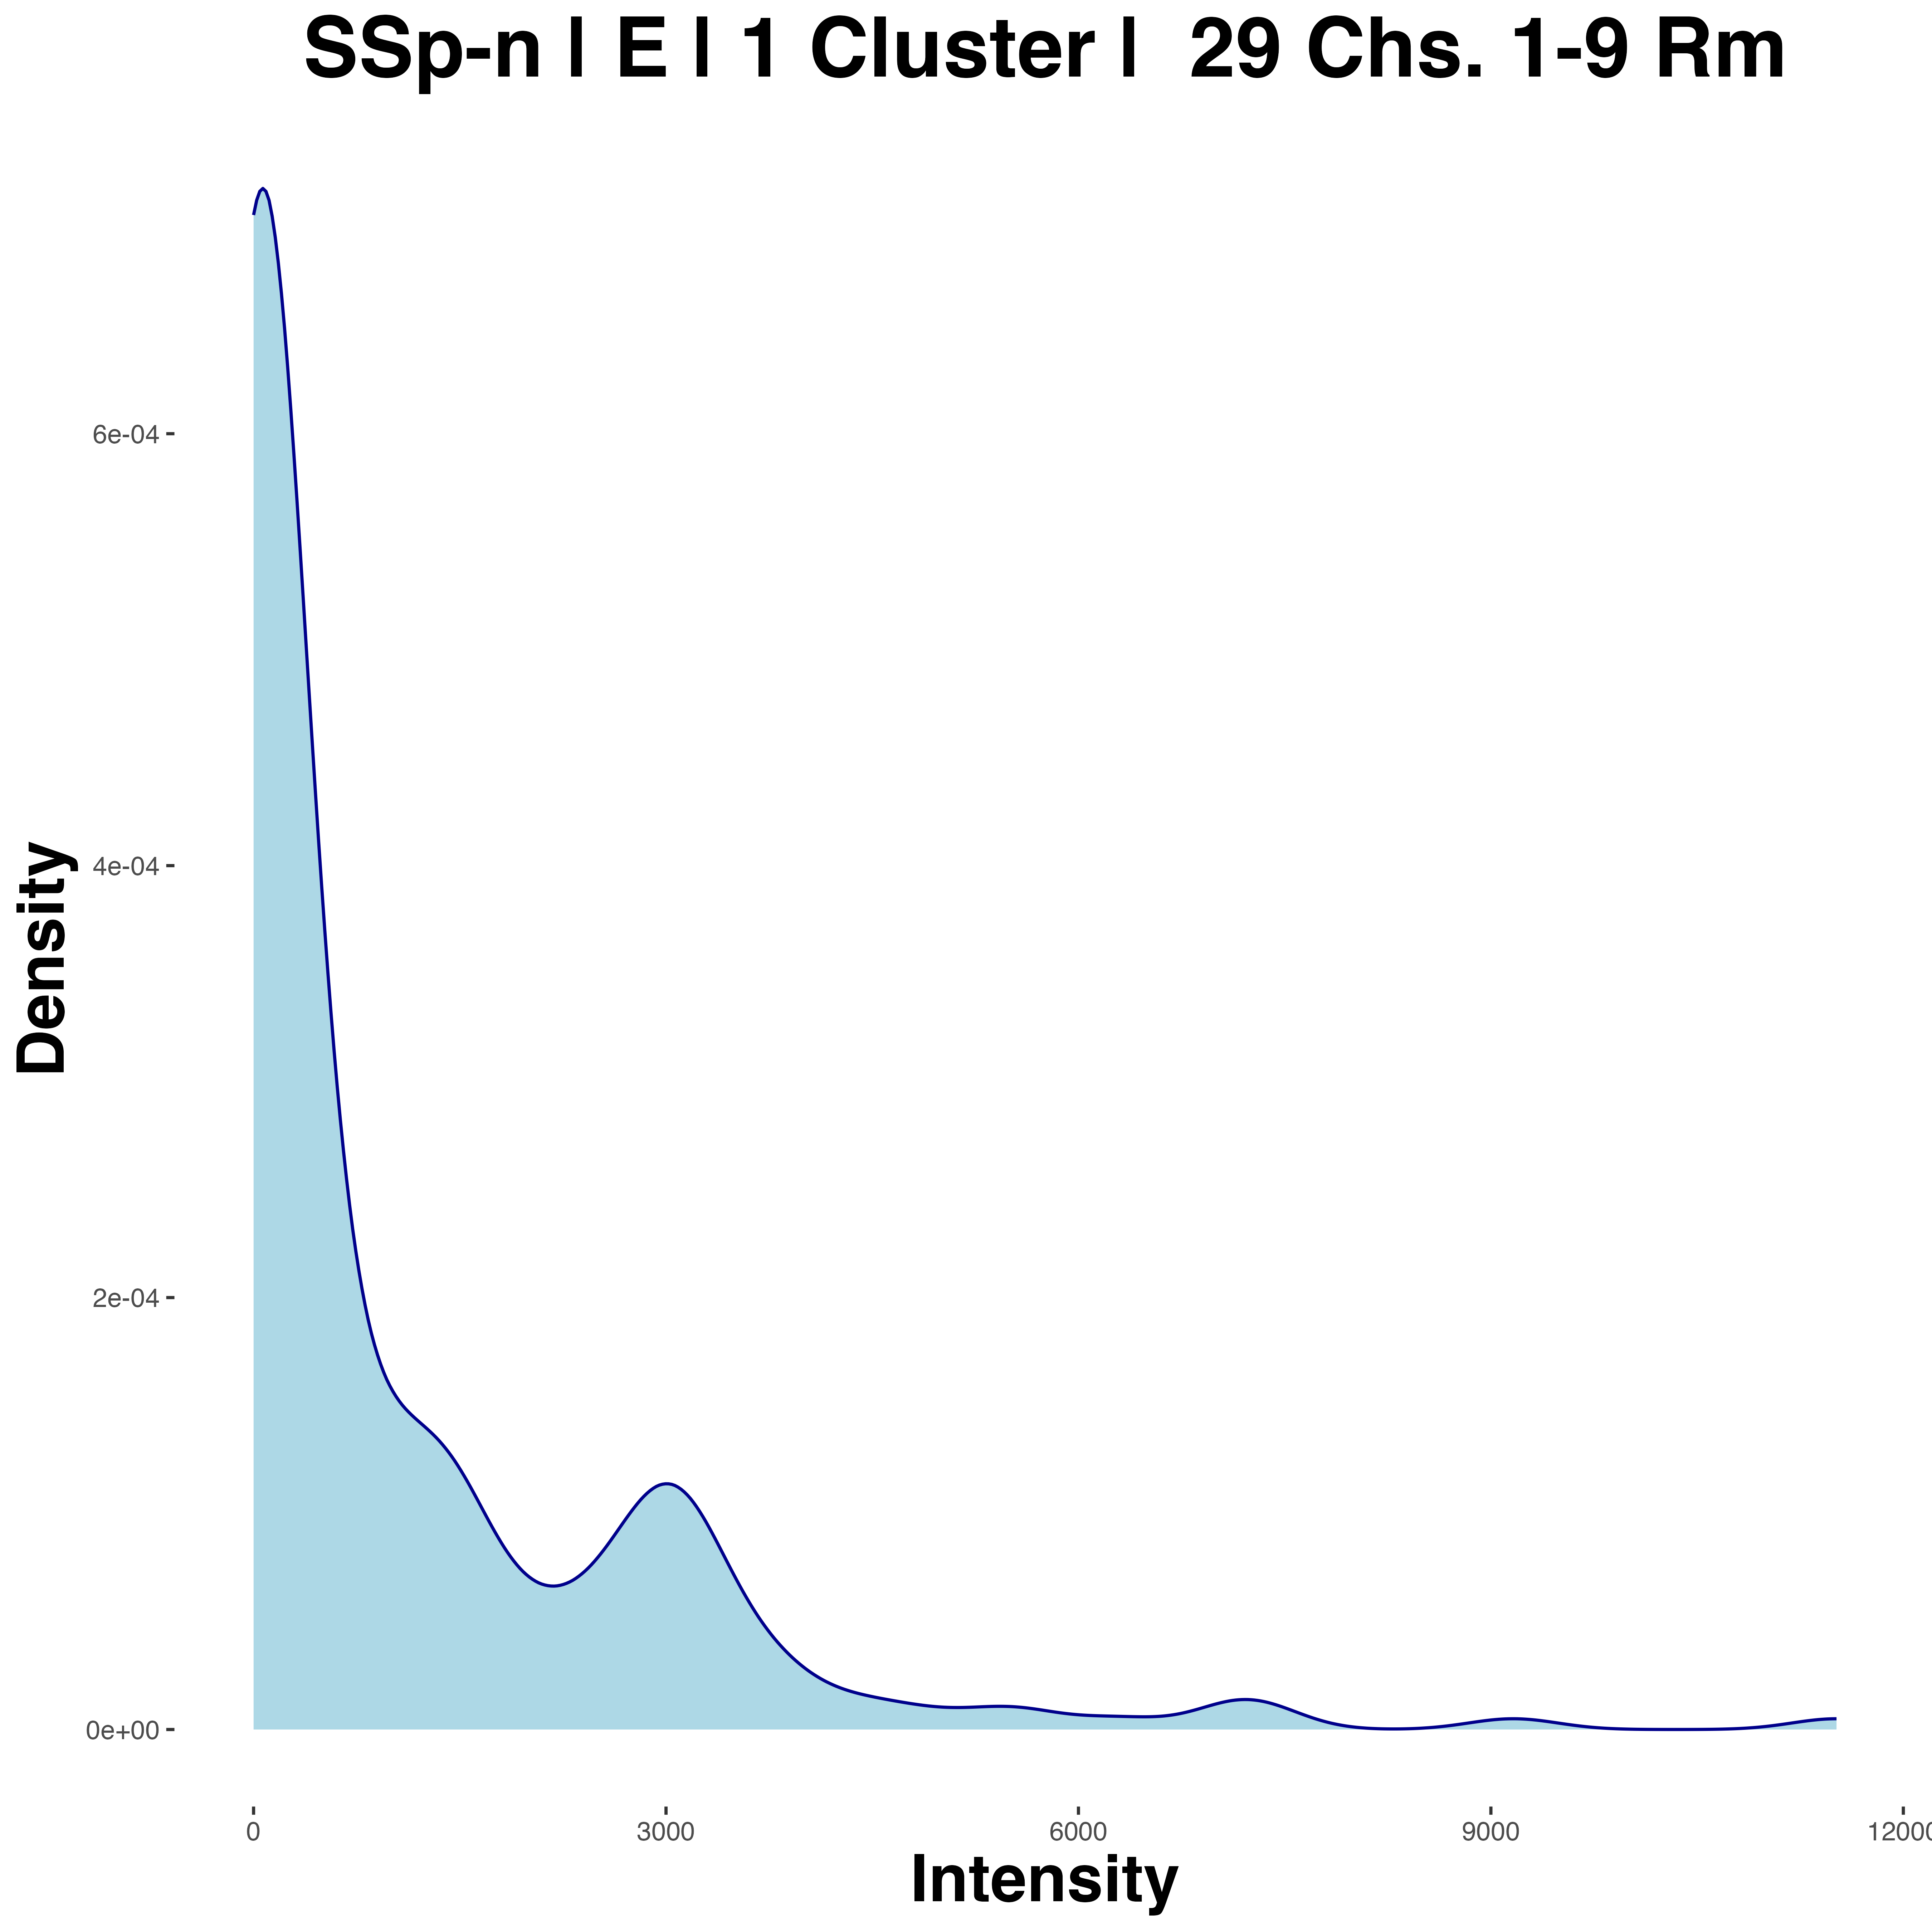 SSp-n | E | 1 Cluster | 29 Chs. 1-9 Rm
Density
6e-04
4e-04
2e-04
0e+00
0 3000 6000 9000 12000
Intensity